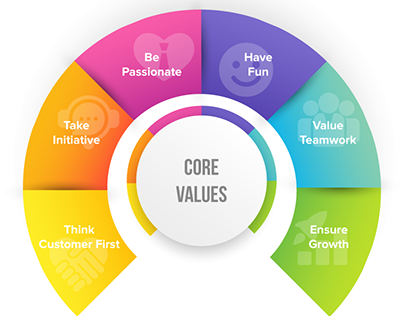 Be
Passionate
Have
Fun
Take
Initiative
Value
Teamwork
CORE
VALUES
Think
Customer First
Ensure
Growth